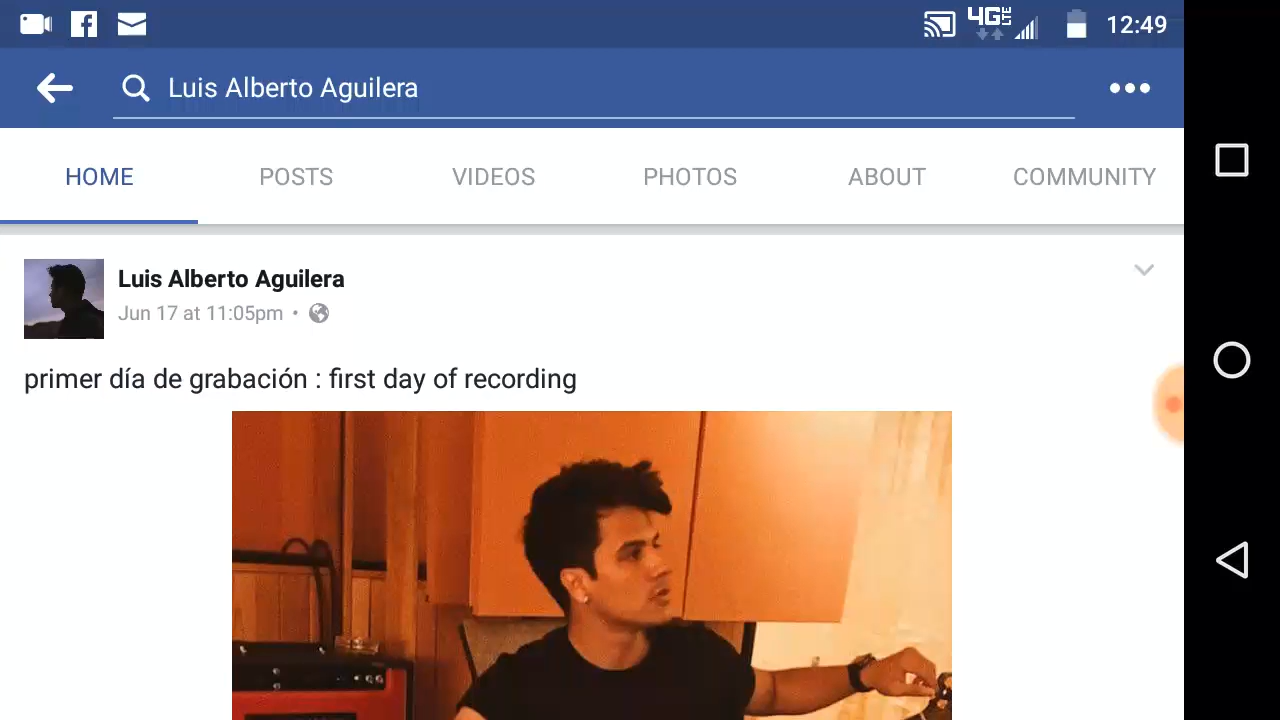 4G LTE 12:49
Luis Alberto Aguilera
HOME POSTS VIDEOS PHOTOS ABOUT COMMUNITY
Luis Alberto Aguilera
Jun 17 at 11:05pm •
primer día de grabación : first day of recording